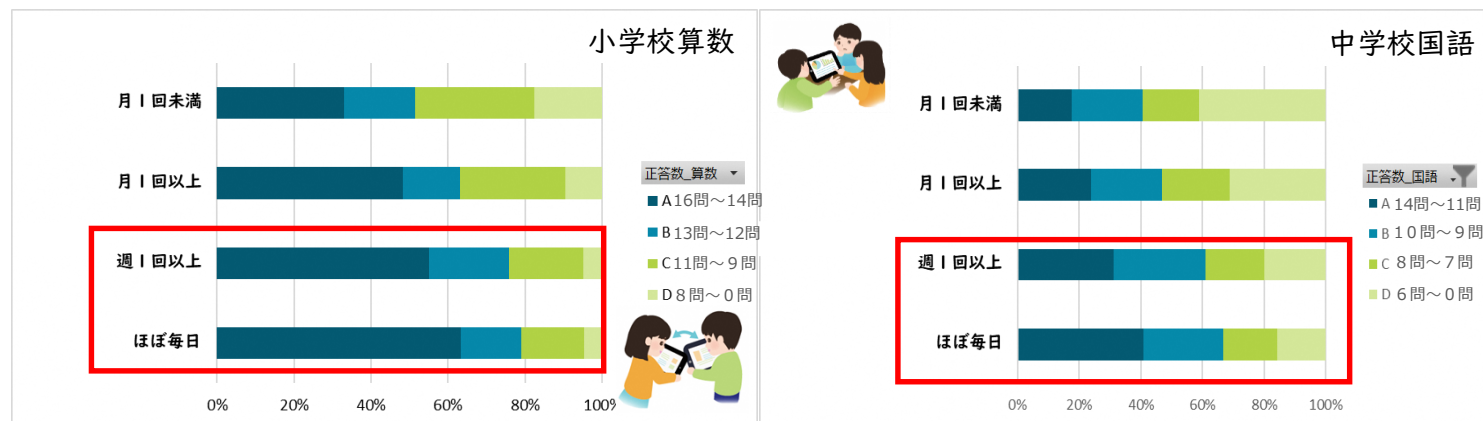 小学校算数
月1回未満
月1回以上
週1回以上
ほぼ毎日
0% 20% 40% 60% 80% 100%
正答数_算数
A16問～14問
B13問～12問
C11問～９問
D８問～０問
中学校国語
月1回未満
月1回以上
週1回以上
ほぼ毎日
0% 20% 40% 60% 80% 100%
正答数_国語
A 14問～11問
B１０問～９問
C ８問～７問
D ６問～０問